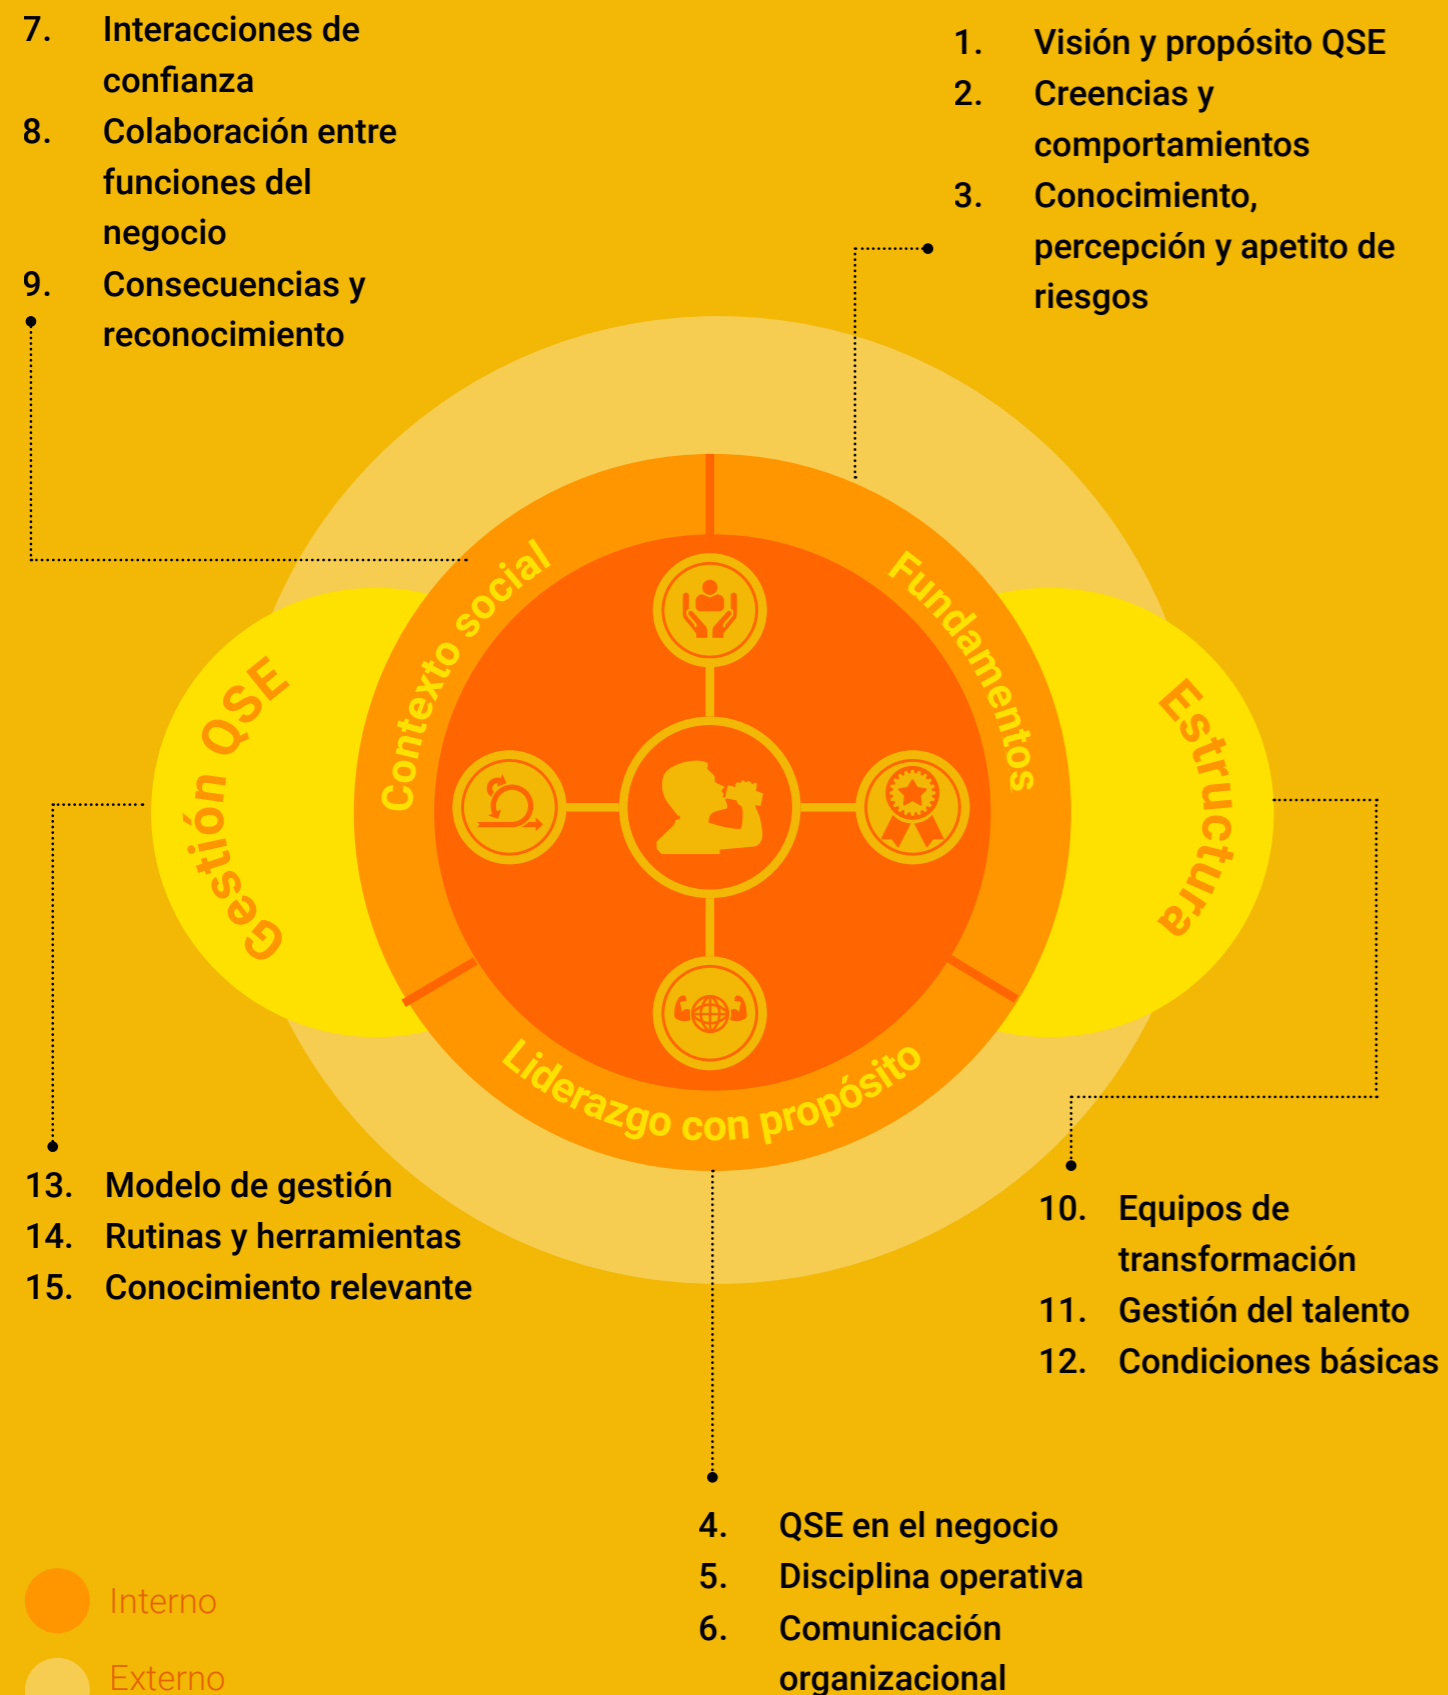 7. Interacciones de
confianza
8. Colaboración entre
funciones del
negocio
9. Consecuencias y
reconocimiento
1. Visión y propósito QSE
2. Creencias y
comportamientos
3. Conocimiento,
percepción y apetito de
riesgos
Contexto social
Fundamentos
Gestión QSE
Estructura
Liderazgo con propósito
13. Modelo de gestión
14. Rutinas y herramientas
15. Conocimiento relevante
10. Equipos de
transformación
11. Gestión del talento
12. Condiciones básicas
4. QSE en el negocio
5. Disciplina operativa
6. Comunicación
organizacional
Interno
Externo